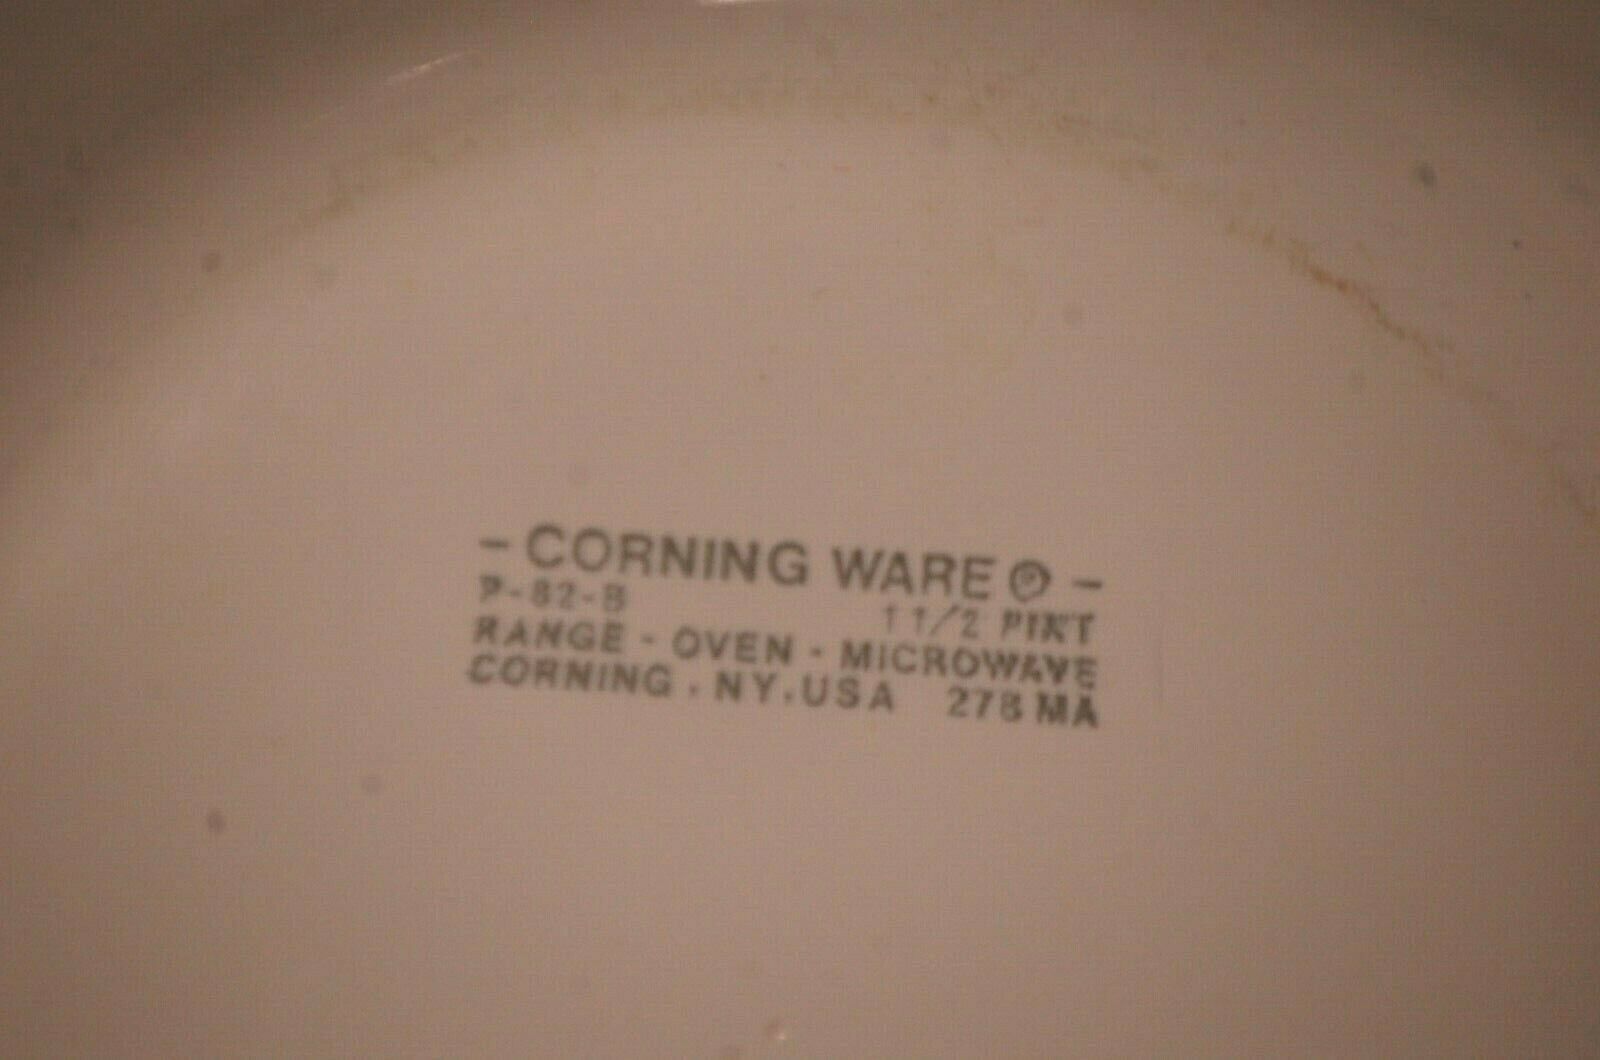 - CORNING WARE ® -
P-82-B 1 1/2 PINT
RANGE - OVEN - MICROWAVE
CORNING, NY, USA 278 MA